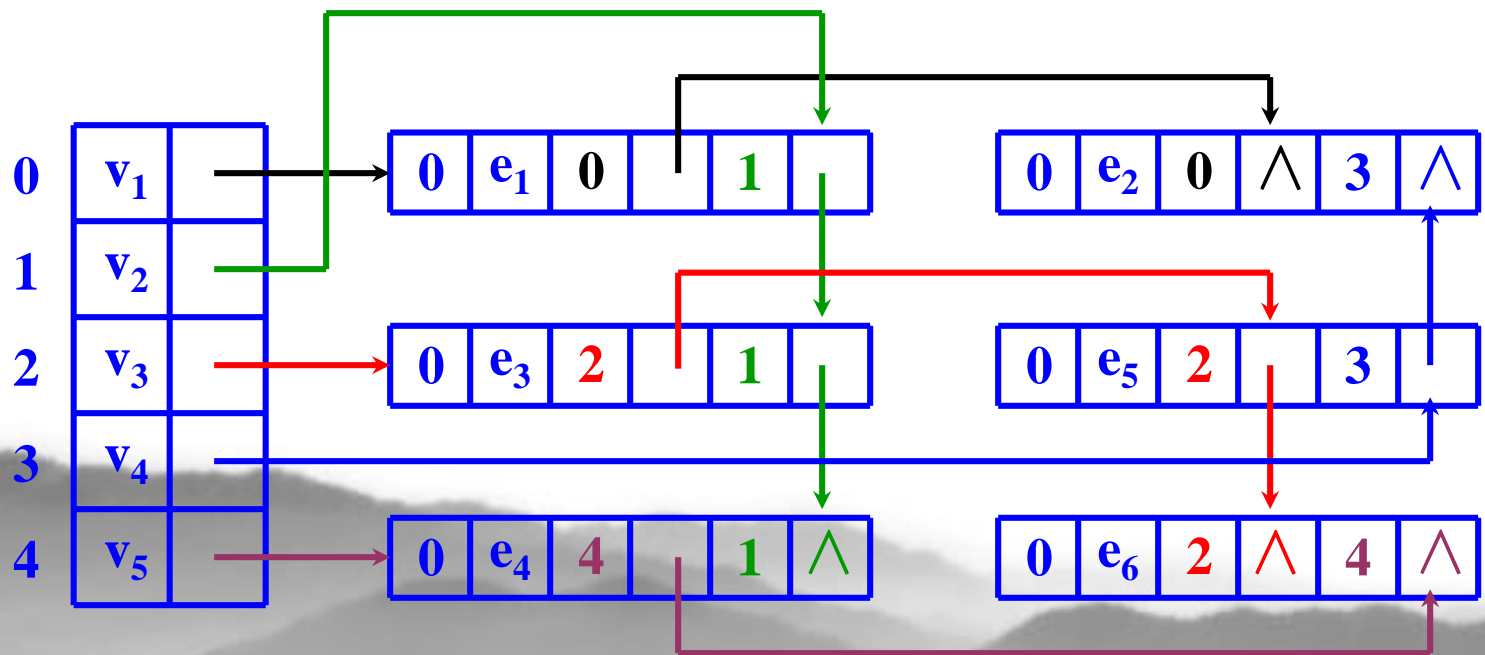 0 v₁ 0 e₁ 0 1 0 e₂ 0 ∧ 3 ∧
1 v₂
2 v₃ 0 e₃ 2 1 0 e₅ 2 3
3 v₄
4 v₅ 0 e₄ 4 1 ∧ 0 e₆ 2 ∧ 4 ∧